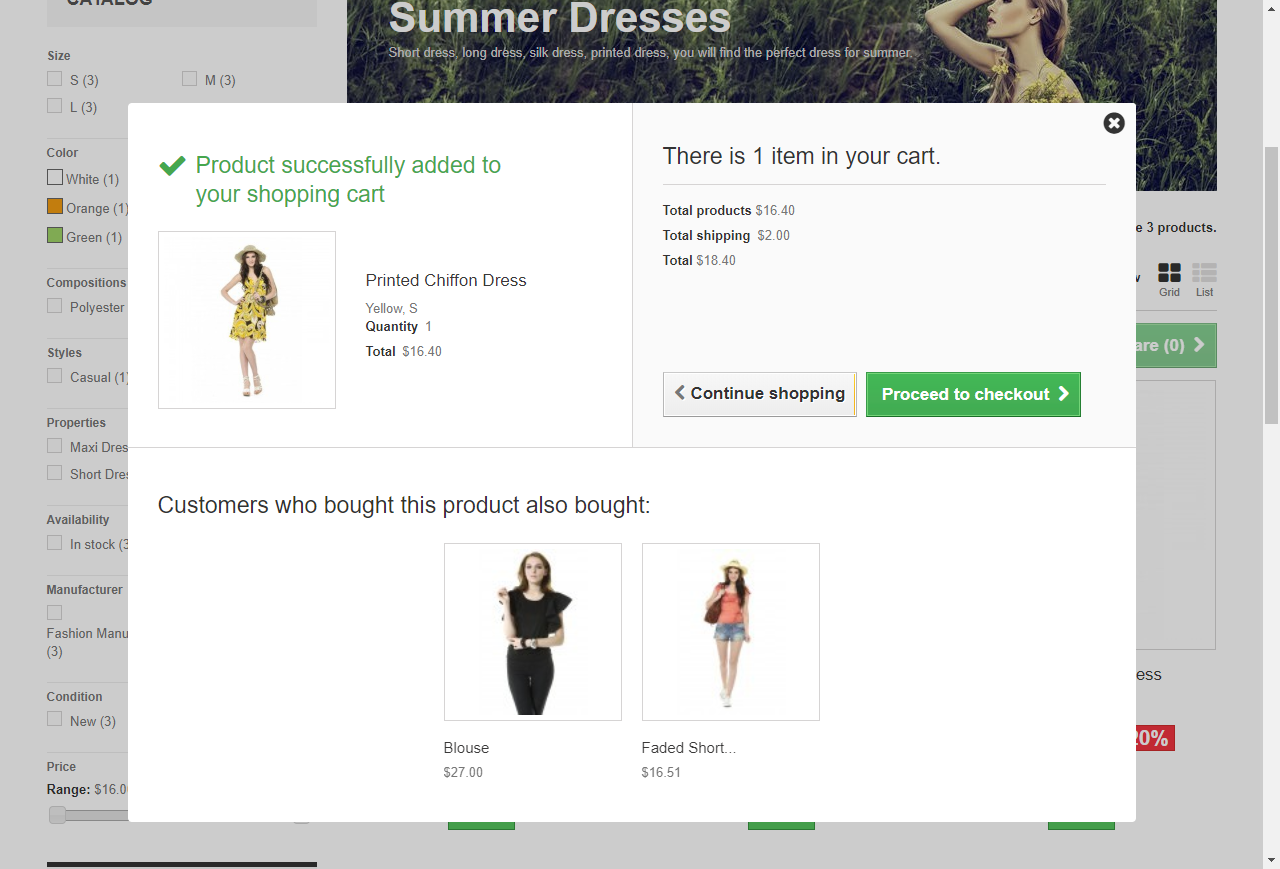 CATALOG
Size
S (3)
M (3)
L (3)
Color
White (1)
Orange (1)
Green (1)
Compositions
Polyester
Styles
Casual (1)
Properties
Maxi
Short
Availability
In stock (3
Manufacturer
Fashion
(3)
Condition
New (3)
Price
Range: $16.0
Summer Dresses
Short dress, long dress, silk dress, printed dress, you will find the perfect dress for summer.
Product successfully added to
your shopping cart
Printed Chiffon Dress
Yellow, S
Quantity 1
Total $16.40
There is 1 item in your cart.
Total products $16.40
Total shipping $2.00
Total $18.40
Continue shopping
Proceed to checkout
Customers who bought this product also bought:
Blouse
$27.00
Faded Short...
$16.51
3 products.
Grid
List
(0)
20%